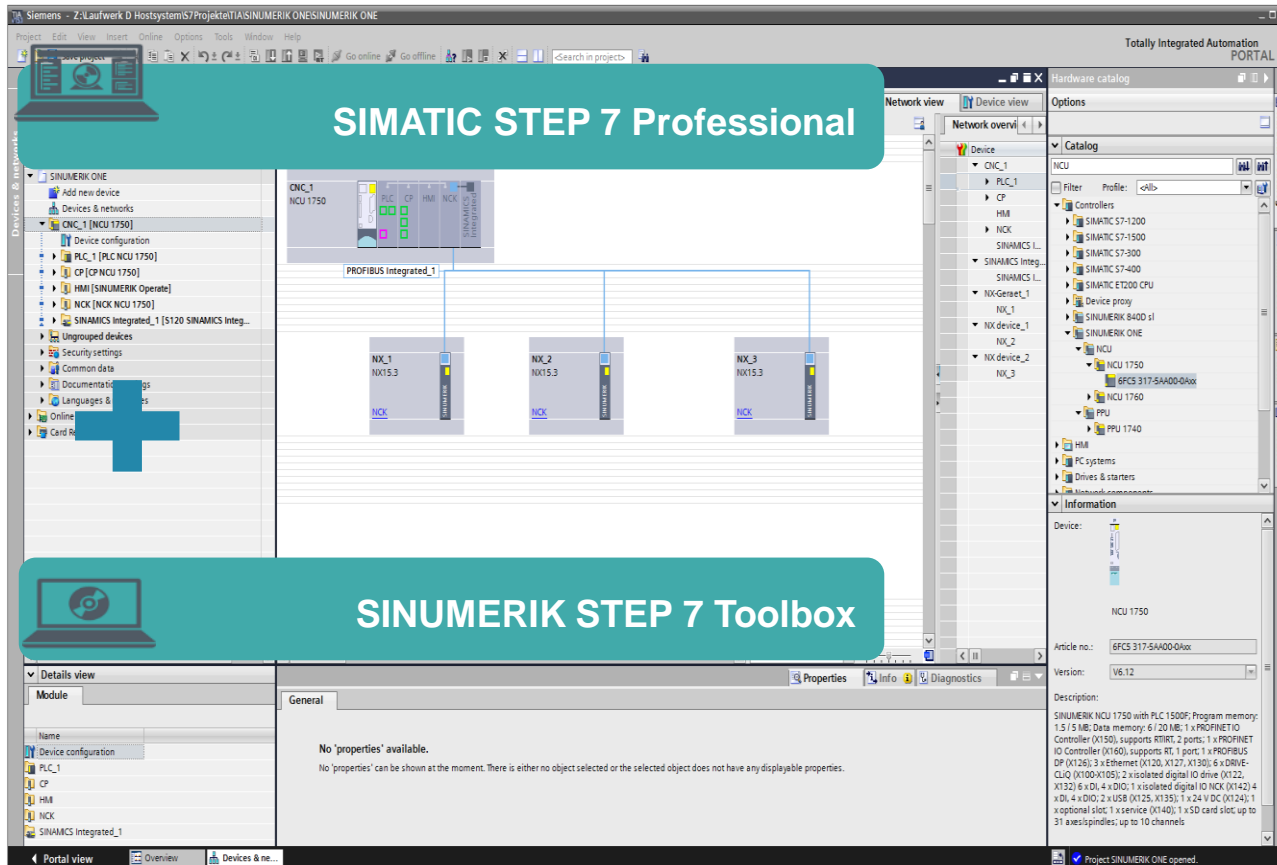 Siemens - Z:\Laufwerk D Hostsystem\S7Projekte\TIA\SINUMERIK ONE\SINUMERIK ONE
Project Edit View Insert Online Options Tools Window Help
Totally Integrated Automation
PORTAL
Save project
Go online
Go offline
<Search in project>
SIMATIC STEP 7 Professional
Network view
Device view
Network overvi
Devices & networks
SINUMERIK ONE
Add new device
Devices & networks
CNC_1 [NCU 1750]
Device configuration
PLC_1 [PLC NCU 1750]
CP [CP NCU 1750]
HMI [SINUMERIK Operate]
NCK [NCK NCU 1750]
SINAMICS Integrated_1 [S120 SINAMICS Integ...
Ungrouped devices
Security settings
Common data
Languages &
Online
CNC_1
NCU 1750
PLC
CP
HMI
NCK
SINAMICS
Integrated
PROFIBUS Integrated_1
NX_1
NX15.3
NCK
SINUMERIK
NX_2
NX15.3
NCK
SINUMERIK
NX_3
NX15.3
NCK
SINUMERIK
Device
CNC_1
PLC_1
CP
HMI
NCK
SINAMICS I...
SINAMICS Integ...
SINAMICS I...
NX-Geraet_1
NX_1
NX device_1
NX_2
NX device_2
NX_3
SINUMERIK STEP 7 Toolbox
Hardware catalog
Options
Catalog
NCU
Filter
Profile:
<All>
Controllers
SIMATIC S7-1200
SIMATIC S7-1500
SIMATIC S7-300
SIMATIC S7-400
SIMATIC ET200 CPU
Device proxy
SINUMERIK 840D sl
SINUMERIK ONE
NCU
NCU 1750
6FC5 317-5AA00-0Axx
NCU 1760
PPU
PPU 1740
HMI
PC systems
Drives & starters
Network components
Information
Device:
NCU 1750
Article no.:
6FC5 317-5AA00-0Axx
Version:
V6.12
Description:
SINUMERIK NCU 1750 with PLC 1500F; Program memory:
1.5 / 5 MB; Data memory: 6 / 20 MB; 1 x PROFINET IO
Controller (X150), supports RT/IRT, 2 ports; 1 x PROFINET
IO Controller (X160), supports RT, 1 port; 1 x PROFIBUS
DP (X126); 3 x Ethernet (X120, X127, X130); 6 x DRIVE-
CLiQ (X100-X105); 2 x isolated digital IO drive (X122,
X132) 6 x DI, 4 x DIO; 1 x isolated digital IO NCK (X142) 4
x DI, 4 x DIO; 2 x USB (X125, X135); 1 x 24 V DC (X124); 1
x optional slot; 1 x service (X140); 1 x SD card slot; up to
31 axes/spindles; up to 10 channels
Details view
Module
Name
Device configuration
PLC_1
CP
HMI
NCK
SINAMICS Integrated_1
Properties
Info
Diagnostics
General
No 'properties' available.
No 'properties' can be shown at the moment. There is either no object selected or the selected object does not have any displayable properties.
Portal view
Overview
Devices & ne...
Project SINUMERIK ONE opened.